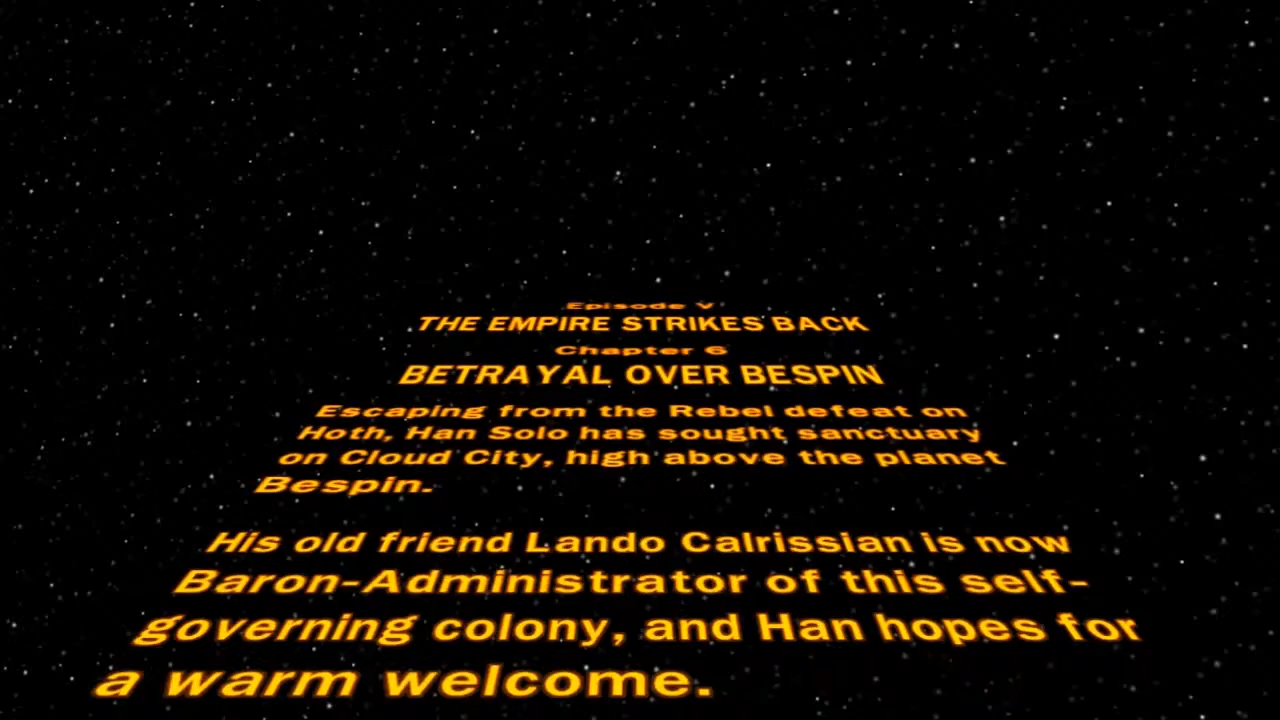 Episode V
THE EMPIRE STRIKES BACK
Chapter 6
BETRAYAL OVER BESPIN
Escaping from the Rebel defeat on
Hoth, Han Solo has sought sanctuary
on Cloud City, high above the planet
Bespin.
His old friend Lando Calrissian is now
Baron-Administrator of this self-
governing colony, and Han hopes for
a warm welcome.